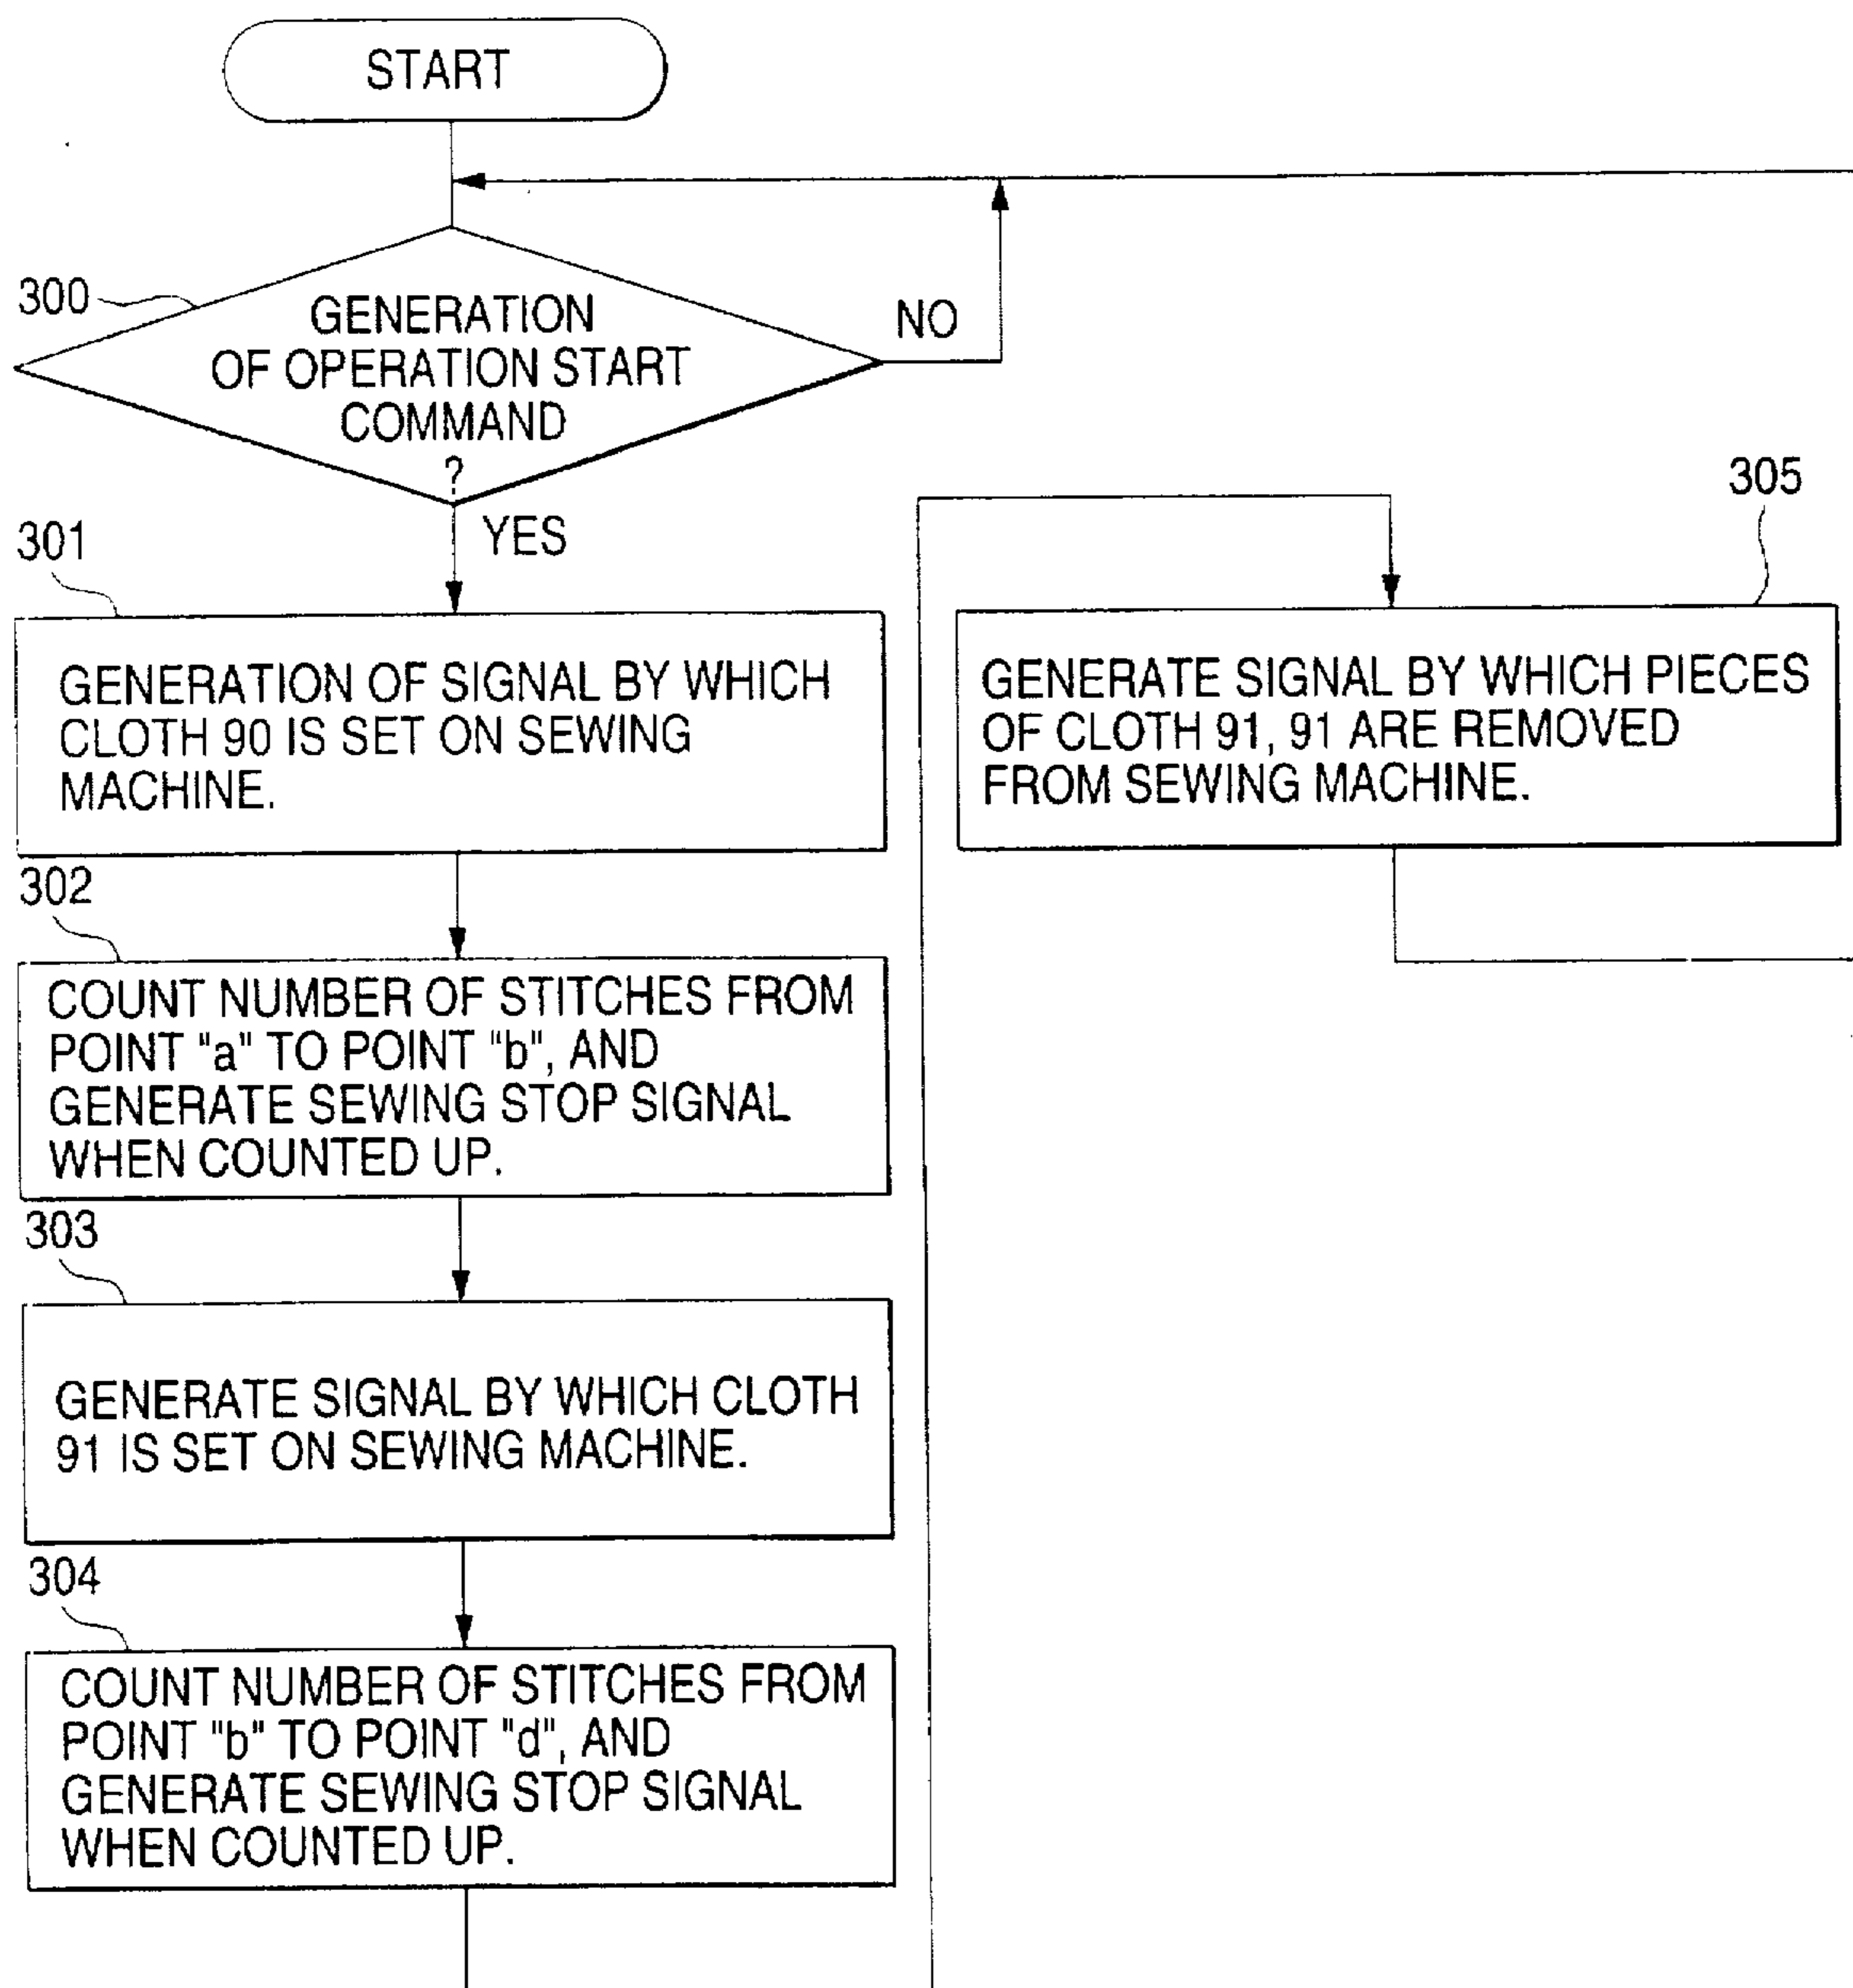 START
300
GENERATION
OF OPERATION START
COMMAND
?
NO
YES
301
GENERATION OF SIGNAL BY WHICH
CLOTH 90 IS SET ON SEWING
MACHINE.
302
COUNT NUMBER OF STITCHES FROM
POINT "a" TO POINT "b", AND
GENERATE SEWING STOP SIGNAL
WHEN COUNTED UP.
303
GENERATE SIGNAL BY WHICH CLOTH
91 IS SET ON SEWING MACHINE.
304
COUNT NUMBER OF STITCHES FROM
POINT "b" TO POINT "d", AND
GENERATE SEWING STOP SIGNAL
WHEN COUNTED UP.
305
GENERATE SIGNAL BY WHICH PIECES
OF CLOTH 91, 91 ARE REMOVED
FROM SEWING MACHINE.